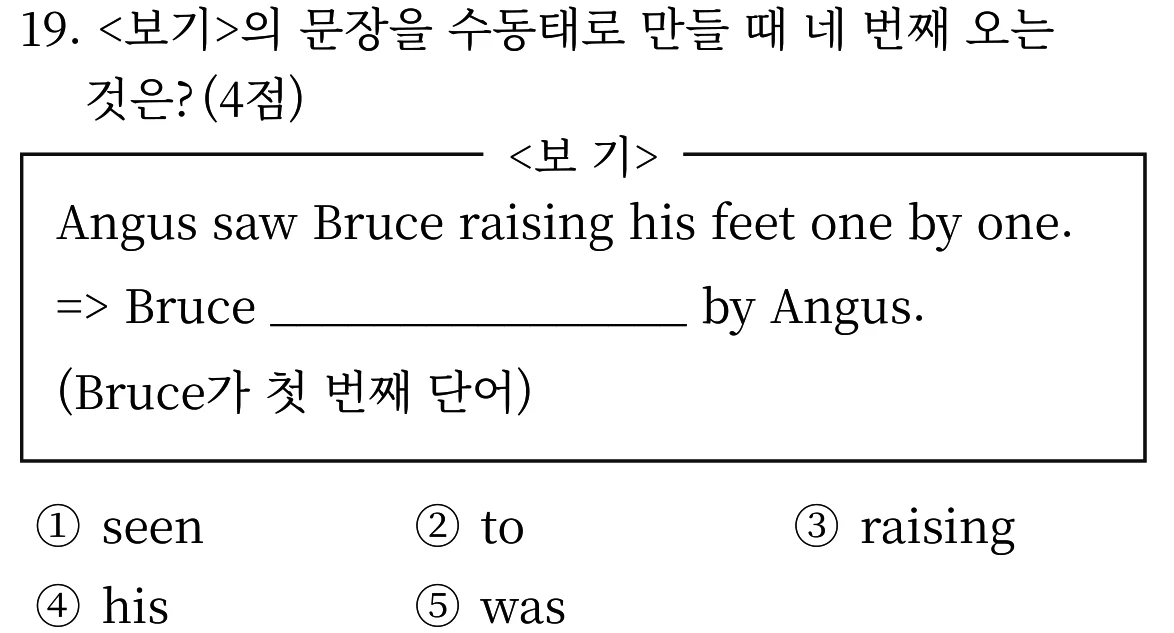 19. <보기>의 문장을 수동태로 만들 때 네 번째 오는
것은?(4점)
<보 기>
Angus saw Bruce raising his feet one by one.
=> Bruce ________________ by Angus.
(Bruce가 첫 번째 단어)
① seen ② to ③ raising
④ his ⑤ was